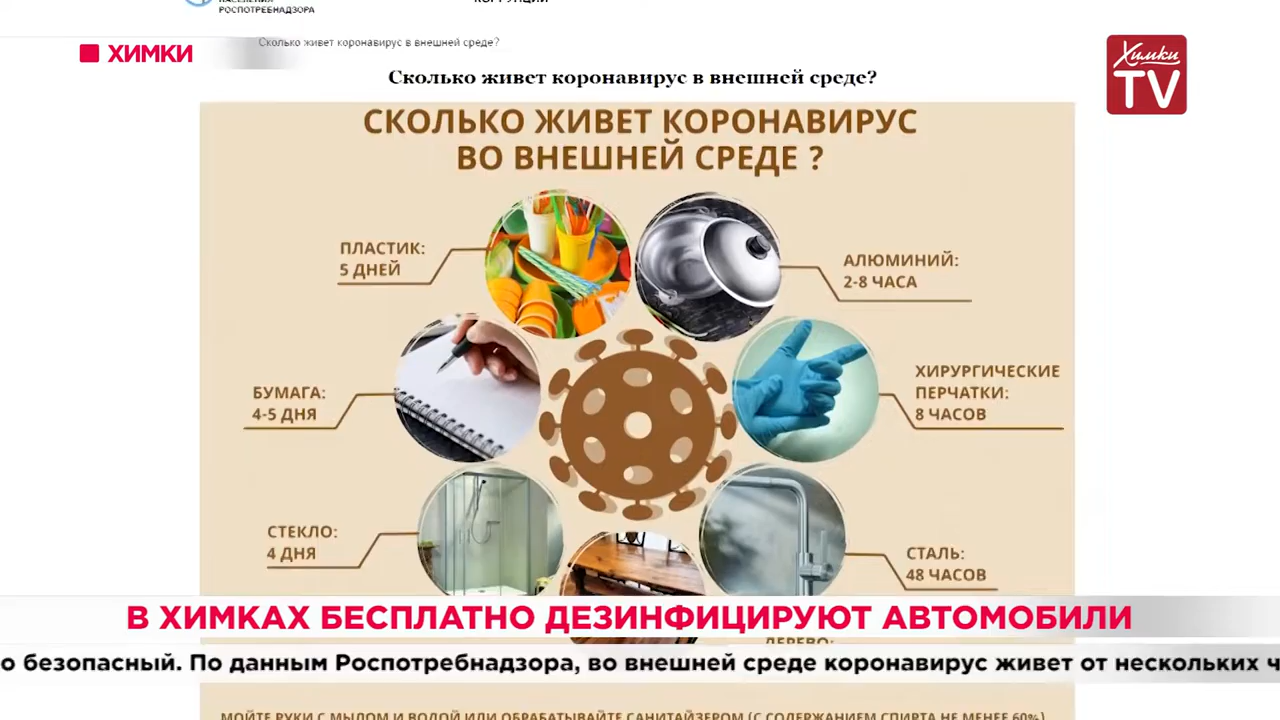 НАСЕЛЕНИЯ
РОСПОТРЕБНАДЗОРА
КОРРУПЦИИ
ХИМКИ
Сколько живет коронавирус в внешней среде?
Химки
TV
Сколько живет коронавирус в внешней среде?
СКОЛЬКО ЖИВЕТ КОРОНАВИРУС
ВО ВНЕШНЕЙ СРЕДЕ ?
ПЛАСТИК:
5 ДНЕЙ
АЛЮМИНИЙ:
2-8 ЧАСА
БУМАГА:
4-5 ДНЯ
ХИРУРГИЧЕСКИЕ
ПЕРЧАТКИ:
8 ЧАСОВ
СТЕКЛО:
4 ДНЯ
СТАЛЬ:
48 ЧАСОВ
В ХИМКАХ БЕСПЛАТНО ДЕЗИНФИЦИРУЮТ АВТОМОБИЛИ
ДЕРЕВО:
о безопасный. По данным Роспотребнадзора, во внешней среде коронавирус живет от нескольких ч
МОЙТЕ РУКИ С МЫЛОМ И ВОДОЙ ИЛИ ОБРАБАТЫВАЙТЕ САНИТАЙЗЕРОМ (С СОДЕРЖАНИЕМ СПИРТА НЕ МЕНЕЕ 60%)